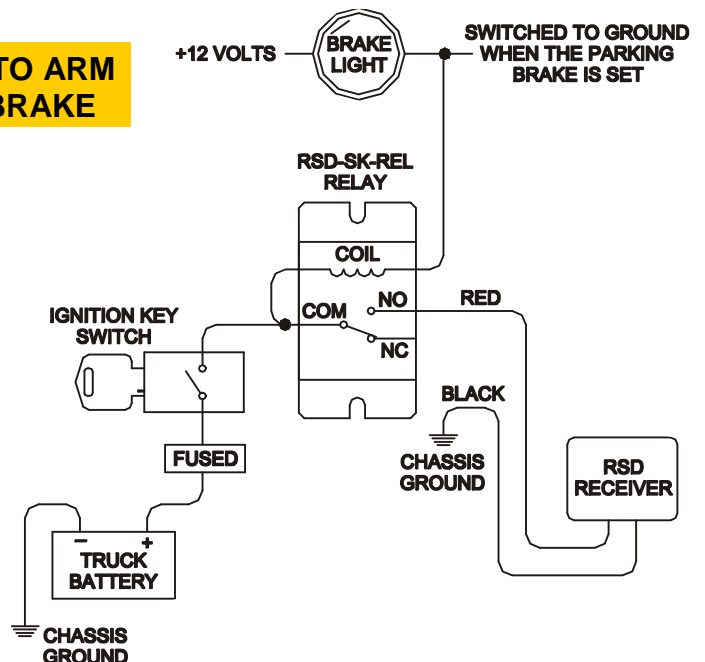 TO ARM
BRAKE
+12 VOLTS
BRAKE
LIGHT
SWITCHED TO GROUND
WHEN THE PARKING
BRAKE IS SET
RSD-SK-REL
RELAY
COIL
COM
NO
NC
RED
IGNITION KEY
SWITCH
BLACK
FUSED
CHASSIS
GROUND
RSD
RECEIVER
- +
TRUCK
BATTERY
CHASSIS
GROUND